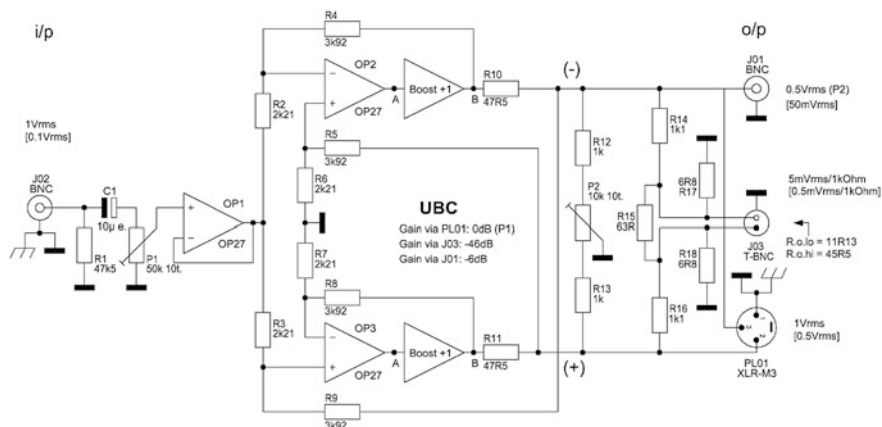 i/p
o/p
R4
3k92
OP2
OP27
A
Boost +1
B
R10
47R5
(-)
J01
BNC
0.5Vrms (P2)
[50mVrms]
R2
2k21
R5
3k92
R12
1k
R14
1k1
1Vrms
[0.1Vrms]
J02
BNC
C1
10µ e.
R1
47k5
P1
50k 10t.
OP1
OP27
R6
2k21
UBC
Gain via PL01: 0dB (P1)
Gain via J03: -46dB
Gain via J01: -6dB
P2
10k 10t.
R15
63R
6R8
R17
5mVrms/1kOhm
[0.5mVrms/1kOhm]
R7
2k21
R18
6R8
J03
T-BNC
R.o.lo = 11R13
R.o.hi = 45R5
R8
3k92
R13
1k
R16
1k1
R3
2k21
OP3
OP27
A
Boost +1
B
R11
47R5
(+)
1
2
3
1Vrms
[0.5Vrms]
PL01
XLR-M3
R9
3k92